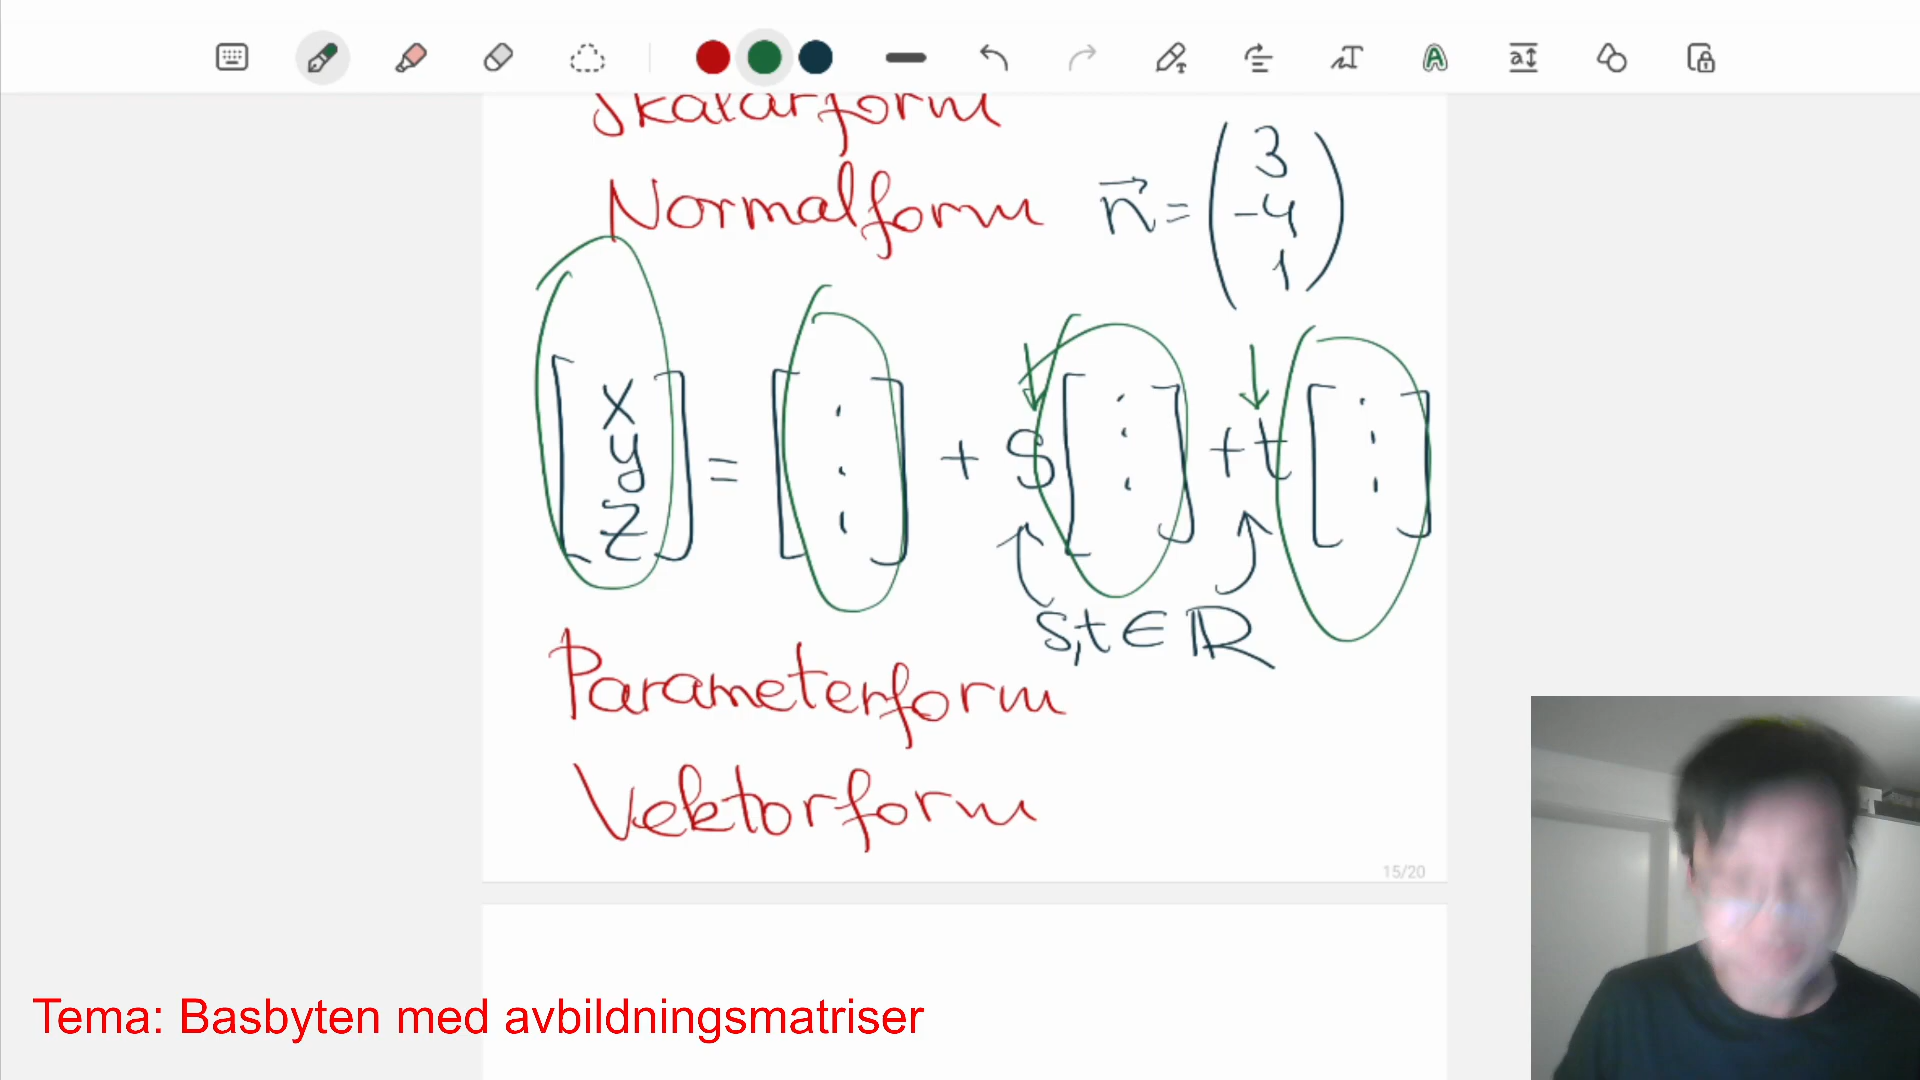 Skalärform
Normalform n = (3 -4 1)
[x y z] = [. . .] + s[. . .] + t[. . .]
s,t ∈ ℝ
Parameterform
Vektorform
15/20
Tema: Basbyten med avbildningsmatriser